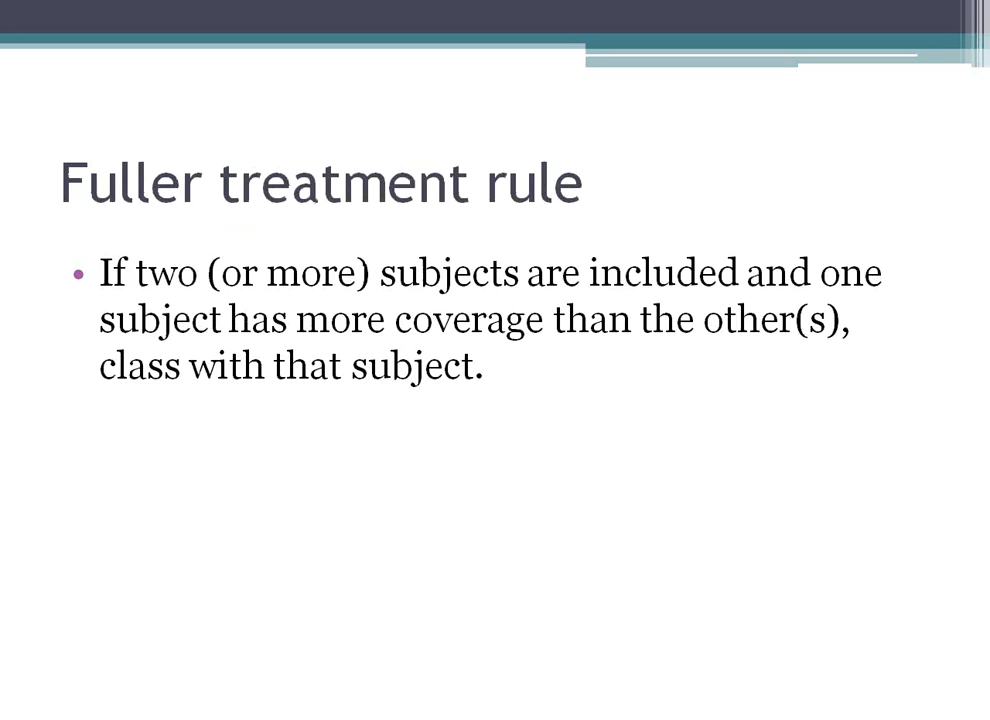 Fuller treatment rule
• If two (or more) subjects are included and one
subject has more coverage than the other(s),
class with that subject.